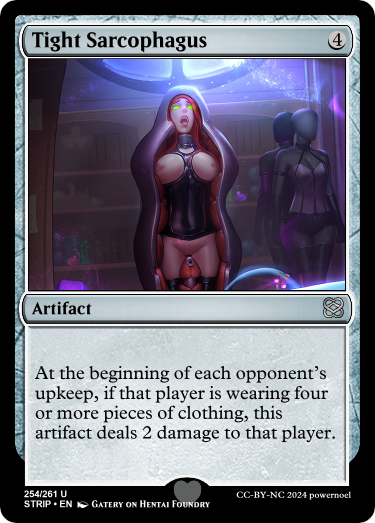 Tight Sarcophagus 4
Artifact
At the beginning of each opponent's
upkeep, if that player is wearing four
or more pieces of clothing, this
artifact deals 2 damage to that player.
254/261 U
STRIP • EN Gatery on Hentai Foundry CC-BY-NC 2024 powernoel